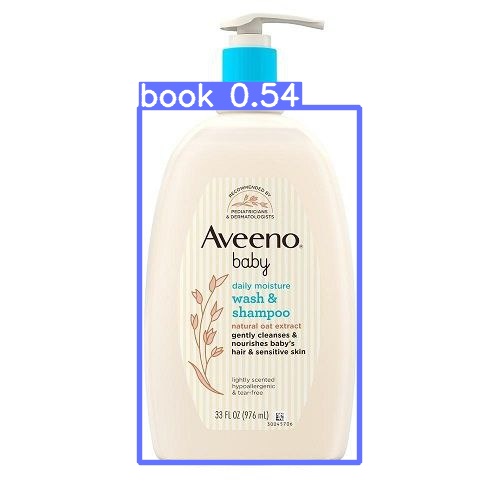 book 0.54
RECOMMENDED BY
PEDIATRICIANS
& DERMATOLOGISTS
Aveeno®
baby
daily moisture
wash &
shampoo
natural oat extract
gently cleanses &
nourishes baby's
hair & sensitive skin
lightly scented
hypoallergenic
& tear-free
33 FL OZ (976 mL)
30045706